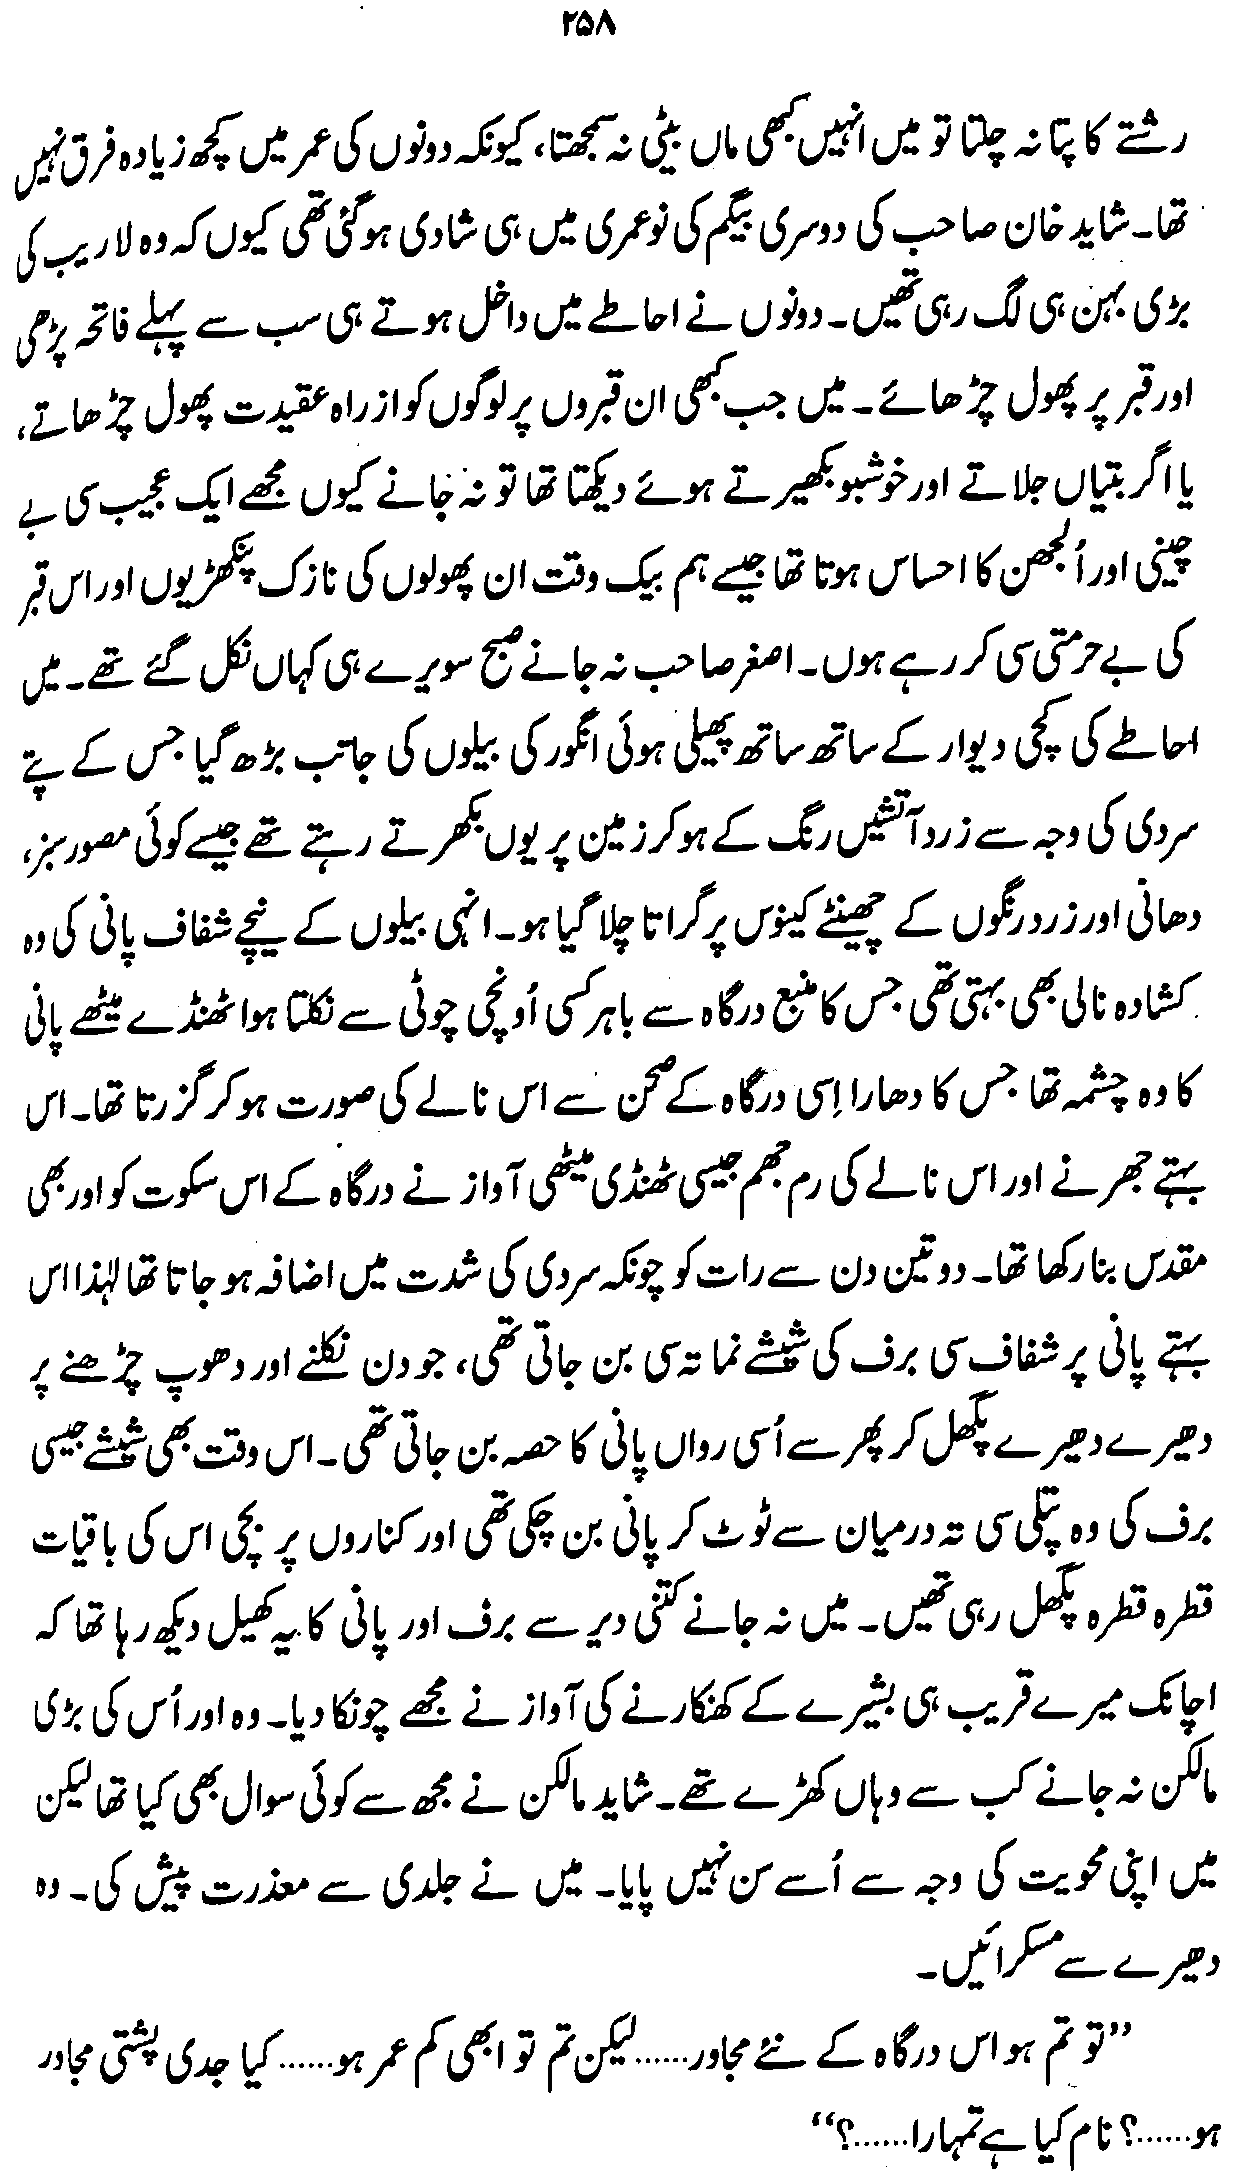 ۲۵۸
رشتے کا پتا نہ چلتا تو میں انہیں کبھی ماں بیٹی نہ سمجھتا، کیونکہ دونوں کی عمر میں کچھ زیادہ فرق نہیں
تھا۔ شاید خان صاحب کی دوسری بیگم کی نوعمری میں ہی شادی ہو گئی تھی کیوں کہ وہ لاریب کی
بڑی بہن ہی لگ رہی تھیں۔ دونوں نے احاطے میں داخل ہوتے ہی سب سے پہلے فاتحہ پڑھی
اور قبر پر پھول چڑھائے۔ میں جب کبھی ان قبروں پر لوگوں کو ازراہ عقیدت پھول چڑھاتے،
یا اگر بتیاں جلاتے اور خوشبو بکھیرتے ہوئے دیکھتا تھا تو نہ جانے کیوں مجھے ایک عجیب سی بے
چینی اور اُلجھن کا احساس ہوتا تھا جیسے ہم بیک وقت ان پھولوں کی نازک پنکھڑیوں اور اس قبر
کی بے حرمتی سی کر رہے ہوں۔ اصغر صاحب نہ جانے صبح سویرے ہی کہاں نکل گئے تھے۔ میں
احاطے کی کچی دیوار کے ساتھ ساتھ پھیلی ہوئی انگور کی بیلوں کی جانب بڑھ گیا جس کے پتے
سردی کی وجہ سے زرد آتشیں رنگ کے ہو کر زمین پر یوں بکھرتے رہتے تھے جیسے کوئی مصور سبز،
دھانی اور زرد رنگوں کے چھینٹے کینوس پر گراتا چلا گیا ہو۔ انہی بیلوں کے نیچے شفاف پانی کی وہ
کشادہ نالی بھی بہتی تھی جس کا منبع درگاہ سے باہر کسی اُونچی چوٹی سے نکلتا ہوا ٹھنڈے میٹھے پانی
کا وہ چشمہ تھا جس کا دھارا اِسی درگاہ کے صحن سے اس نالے کی صورت ہو کر گزرتا تھا۔ اس
بہتے جھرنے اور اس نالے کی رم جھم جیسی ٹھنڈی میٹھی آواز نے درگاہ کے اس سکوت کو اور بھی
مقدس بنا رکھا تھا۔ دو تین دن سے رات کو چونکہ سردی کی شدت میں اضافہ ہو جاتا تھا لہٰذا اس
بہتے پانی پر شفاف سی برف کی شیشے نما تہ سی بن جاتی تھی، جو دن نکلنے اور دھوپ چڑھنے پر
دھیرے دھیرے پگھل کر پھر سے اُسی رواں پانی کا حصہ بن جاتی تھی۔ اس وقت بھی شیشے جیسی
برف کی وہ پتلی سی تہ درمیان سے ٹوٹ کر پانی بن چکی تھی اور کناروں پر بچی اس کی باقیات
قطرہ قطرہ پگھل رہی تھیں۔ میں نہ جانے کتنی دیر سے برف اور پانی کا یہ کھیل دیکھ رہا تھا کہ
اچانک میرے قریب ہی بشیرے کے کھنکارنے کی آواز نے مجھے چونکا دیا۔ وہ اور اُس کی بڑی
مالکن نہ جانے کب سے وہاں کھڑے تھے۔ شاید مالکن نے مجھ سے کوئی سوال بھی کیا تھا لیکن
میں اپنی محویت کی وجہ سے اُسے سن نہیں پایا۔ میں نے جلدی سے معذرت پیش کی۔ وہ
دھیرے سے مسکرائیں۔
”تو تم ہو اس درگاہ کے نئے مجاور...... لیکن تم تو ابھی کم عمر ہو...... کیا جدی پشتی مجاور
ہو......؟ نام کیا ہے تمہارا......؟“